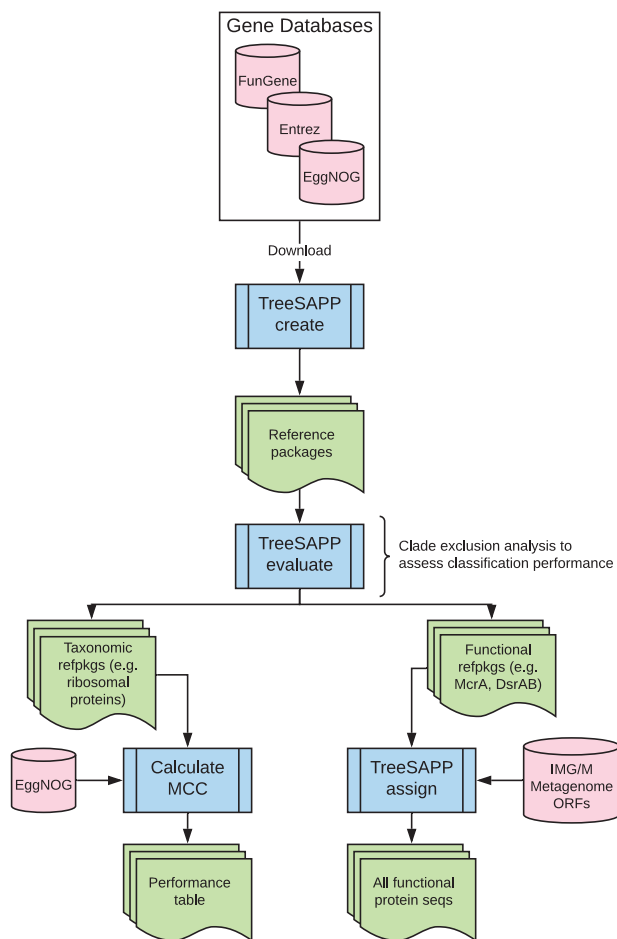 Gene Databases
FunGene
Entrez
EggNOG
Download
TreeSAPP
create
Reference
packages
TreeSAPP
evaluate
Clade exclusion analysis to
assess classification performance
Taxonomic
refpkgs (e.g.
ribosomal
proteins)
Functional
refpkgs (e.g.
McrA, DsrAB)
EggNOG
Calculate
MCC
TreeSAPP
assign
IMG/M
Metagenome
ORFs
Performance
table
All functional
protein seqs